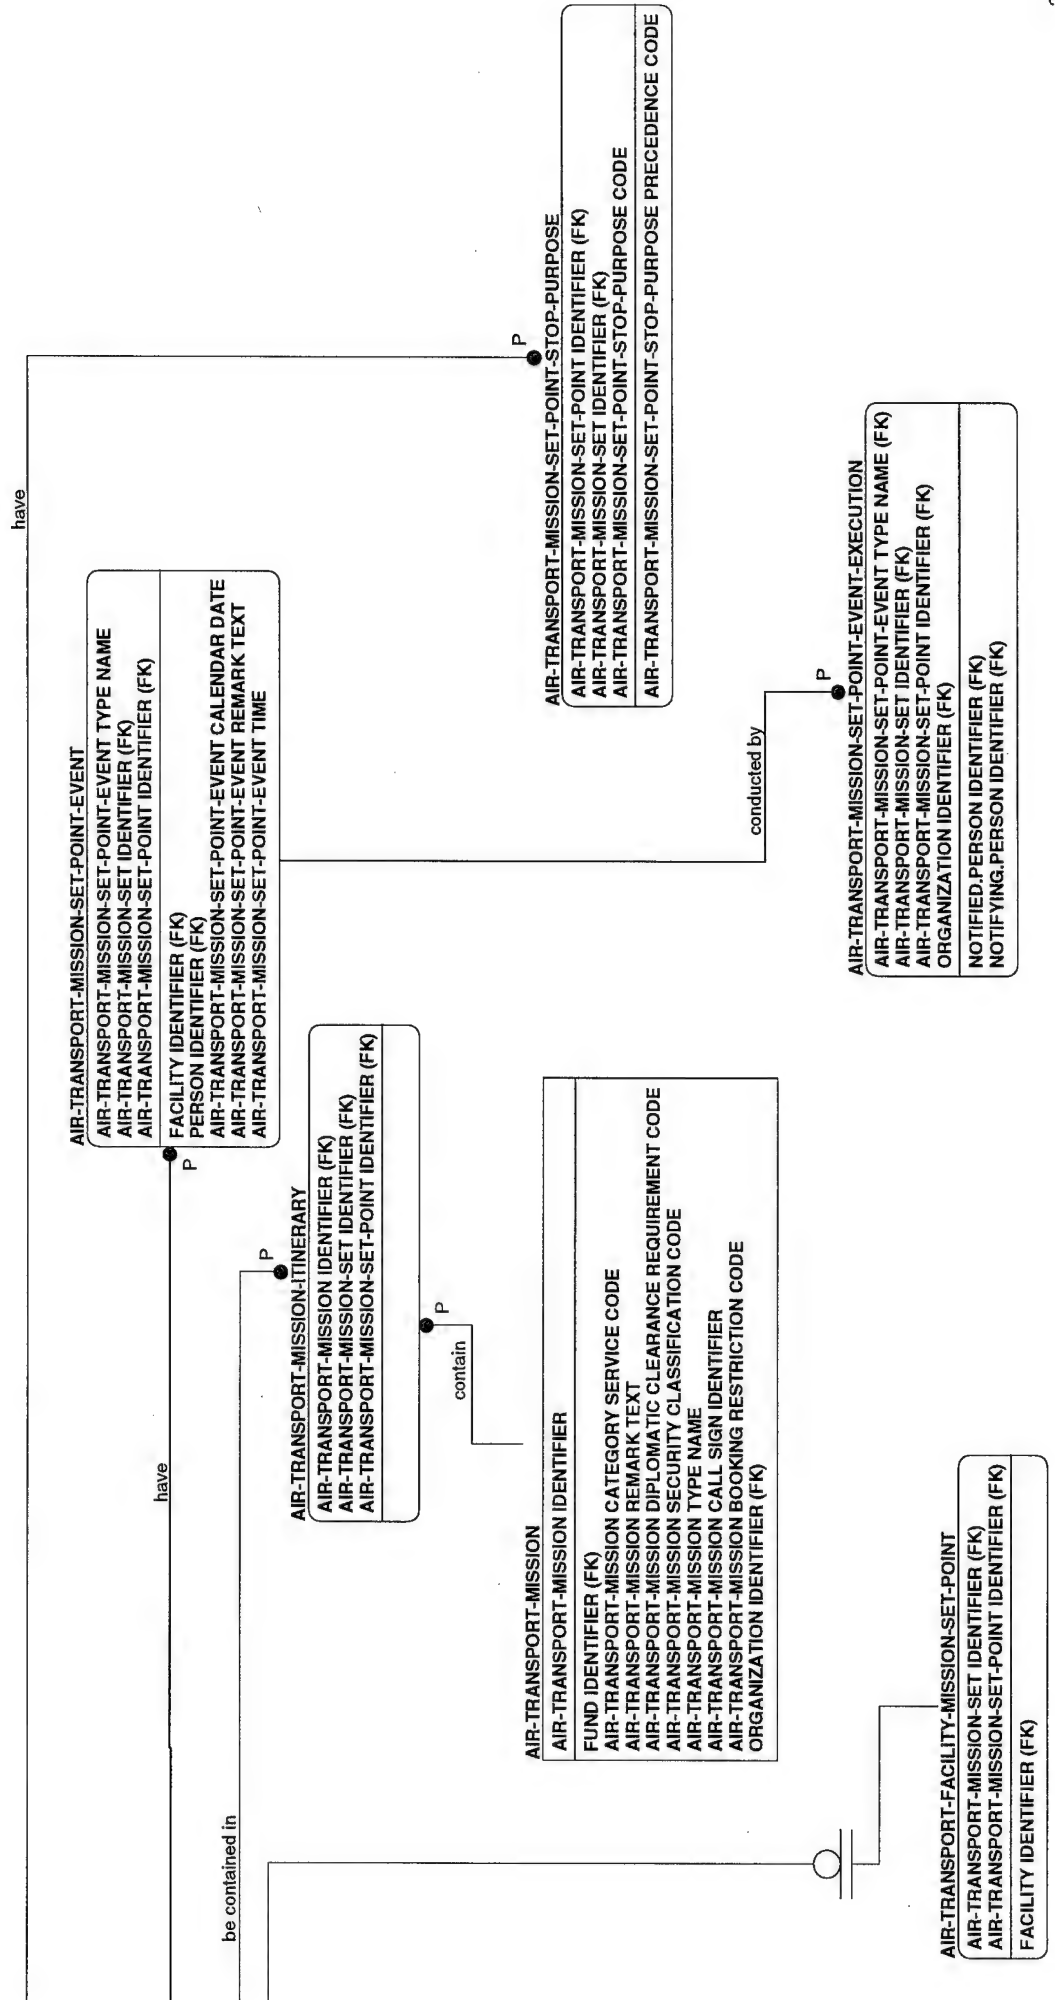 have
AIR-TRANSPORT-MISSION-SET-POINT-EVENT
AIR-TRANSPORT-MISSION-SET-POINT-EVENT TYPE NAME
AIR-TRANSPORT-MISSION-SET IDENTIFIER (FK)
AIR-TRANSPORT-MISSION-SET-POINT IDENTIFIER (FK)
FACILITY IDENTIFIER (FK)
PERSON IDENTIFIER (FK)
AIR-TRANSPORT-MISSION-SET-POINT-EVENT CALENDAR DATE
AIR-TRANSPORT-MISSION-SET-POINT-EVENT REMARK TEXT
AIR-TRANSPORT-MISSION-SET-POINT-EVENT TIME
have
P
be contained in
P
AIR-TRANSPORT-MISSION-ITINERARY
AIR-TRANSPORT-MISSION IDENTIFIER (FK)
AIR-TRANSPORT-MISSION-SET IDENTIFIER (FK)
AIR-TRANSPORT-MISSION-SET-POINT IDENTIFIER (FK)
P
contain
P
AIR-TRANSPORT-MISSION-SET-POINT-STOP-PURPOSE
AIR-TRANSPORT-MISSION-SET-POINT IDENTIFIER (FK)
AIR-TRANSPORT-MISSION-SET IDENTIFIER (FK)
AIR-TRANSPORT-MISSION-SET-POINT-STOP-PURPOSE CODE
AIR-TRANSPORT-MISSION-SET-POINT-STOP-PURPOSE PRECEDENCE CODE
AIR-TRANSPORT-MISSION
AIR-TRANSPORT-MISSION IDENTIFIER
FUND IDENTIFIER (FK)
AIR-TRANSPORT-MISSION CATEGORY SERVICE CODE
AIR-TRANSPORT-MISSION REMARK TEXT
AIR-TRANSPORT-MISSION DIPLOMATIC CLEARANCE REQUIREMENT CODE
AIR-TRANSPORT-MISSION SECURITY CLASSIFICATION CODE
AIR-TRANSPORT-MISSION TYPE NAME
AIR-TRANSPORT-MISSION CALL SIGN IDENTIFIER
AIR-TRANSPORT-MISSION BOOKING RESTRICTION CODE
ORGANIZATION IDENTIFIER (FK)
conducted by
P
AIR-TRANSPORT-MISSION-SET-POINT-EVENT-EXECUTION
AIR-TRANSPORT-MISSION-SET-POINT-EVENT TYPE NAME (FK)
AIR-TRANSPORT-MISSION-SET IDENTIFIER (FK)
AIR-TRANSPORT-MISSION-SET-POINT IDENTIFIER (FK)
ORGANIZATION IDENTIFIER (FK)
NOTIFIED.PERSON IDENTIFIER (FK)
NOTIFYING.PERSON IDENTIFIER (FK)
AIR-TRANSPORT-FACILITY-MISSION-SET-POINT
AIR-TRANSPORT-MISSION-SET IDENTIFIER (FK)
AIR-TRANSPORT-MISSION-SET-POINT IDENTIFIER (FK)
FACILITY IDENTIFIER (FK)